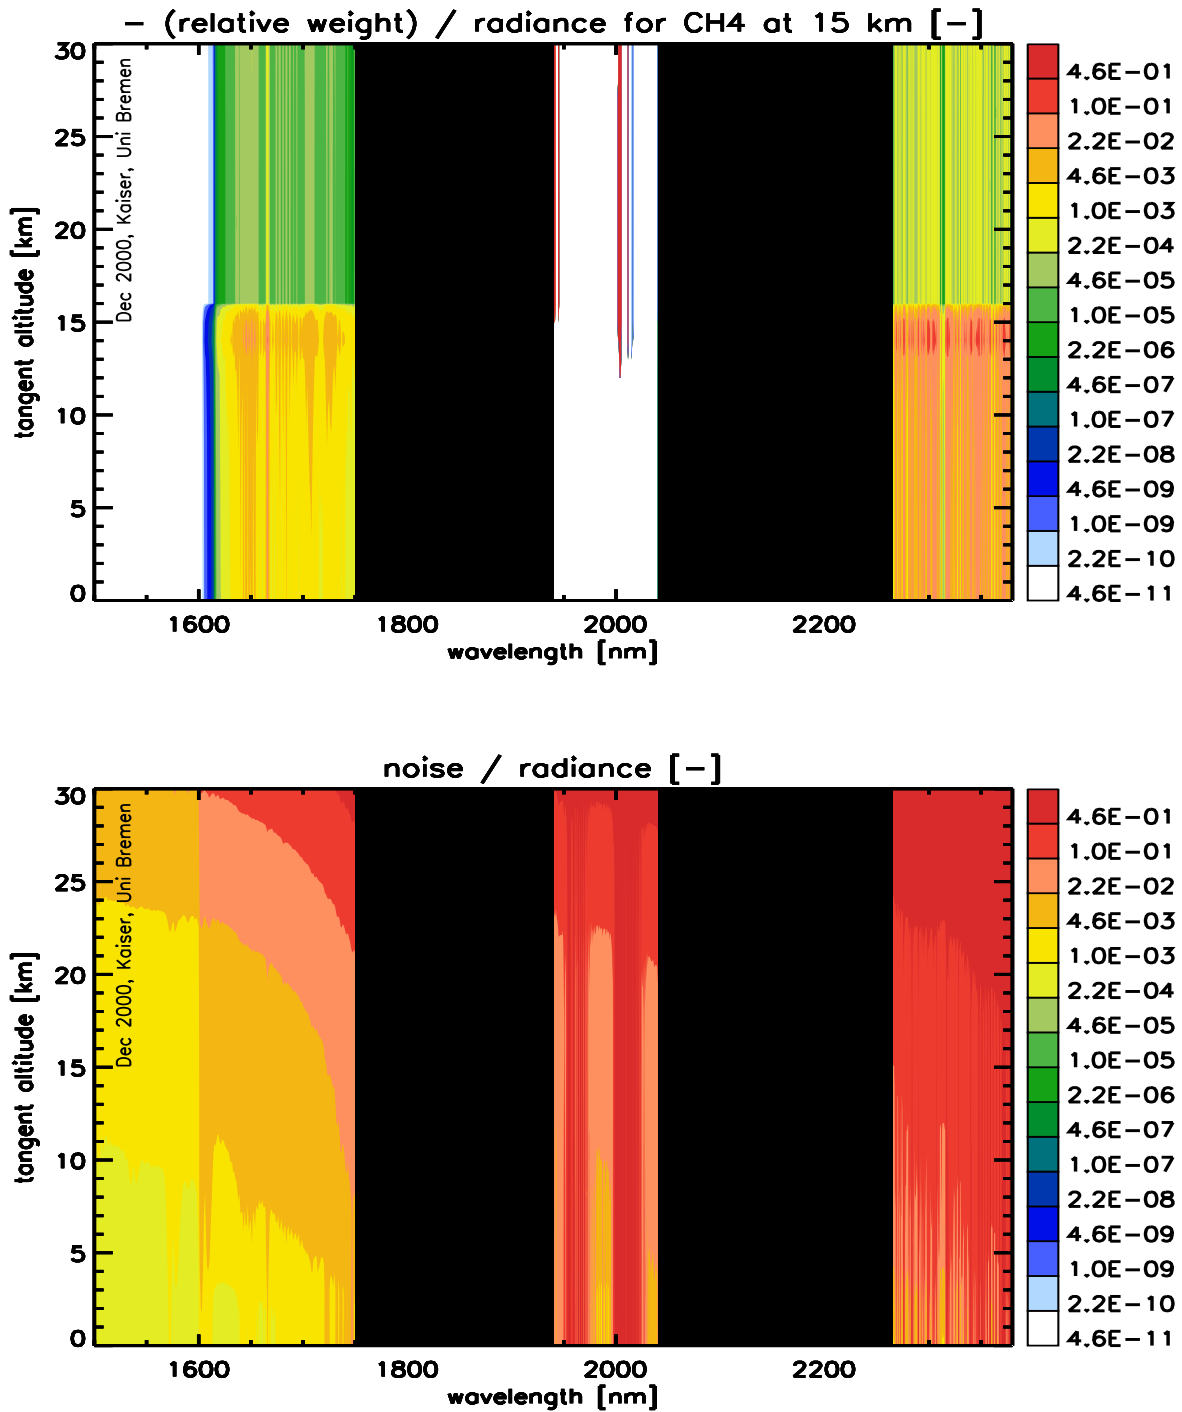 − (relative weight) / radiance for CH4 at 15 km [−]
30
25
20
15
10
5
0
tangent altitude [km]
Dec 2000, Kaiser, Uni Bremen
1600 1800 2000 2200
wavelength [nm]
4.6E−01
1.0E−01
2.2E−02
4.6E−03
1.0E−03
2.2E−04
4.6E−05
1.0E−05
2.2E−06
4.6E−07
1.0E−07
2.2E−08
4.6E−09
1.0E−09
2.2E−10
4.6E−11
noise / radiance [−]
30
25
20
15
10
5
0
tangent altitude [km]
Dec 2000, Kaiser, Uni Bremen
1600 1800 2000 2200
wavelength [nm]
4.6E−01
1.0E−01
2.2E−02
4.6E−03
1.0E−03
2.2E−04
4.6E−05
1.0E−05
2.2E−06
4.6E−07
1.0E−07
2.2E−08
4.6E−09
1.0E−09
2.2E−10
4.6E−11